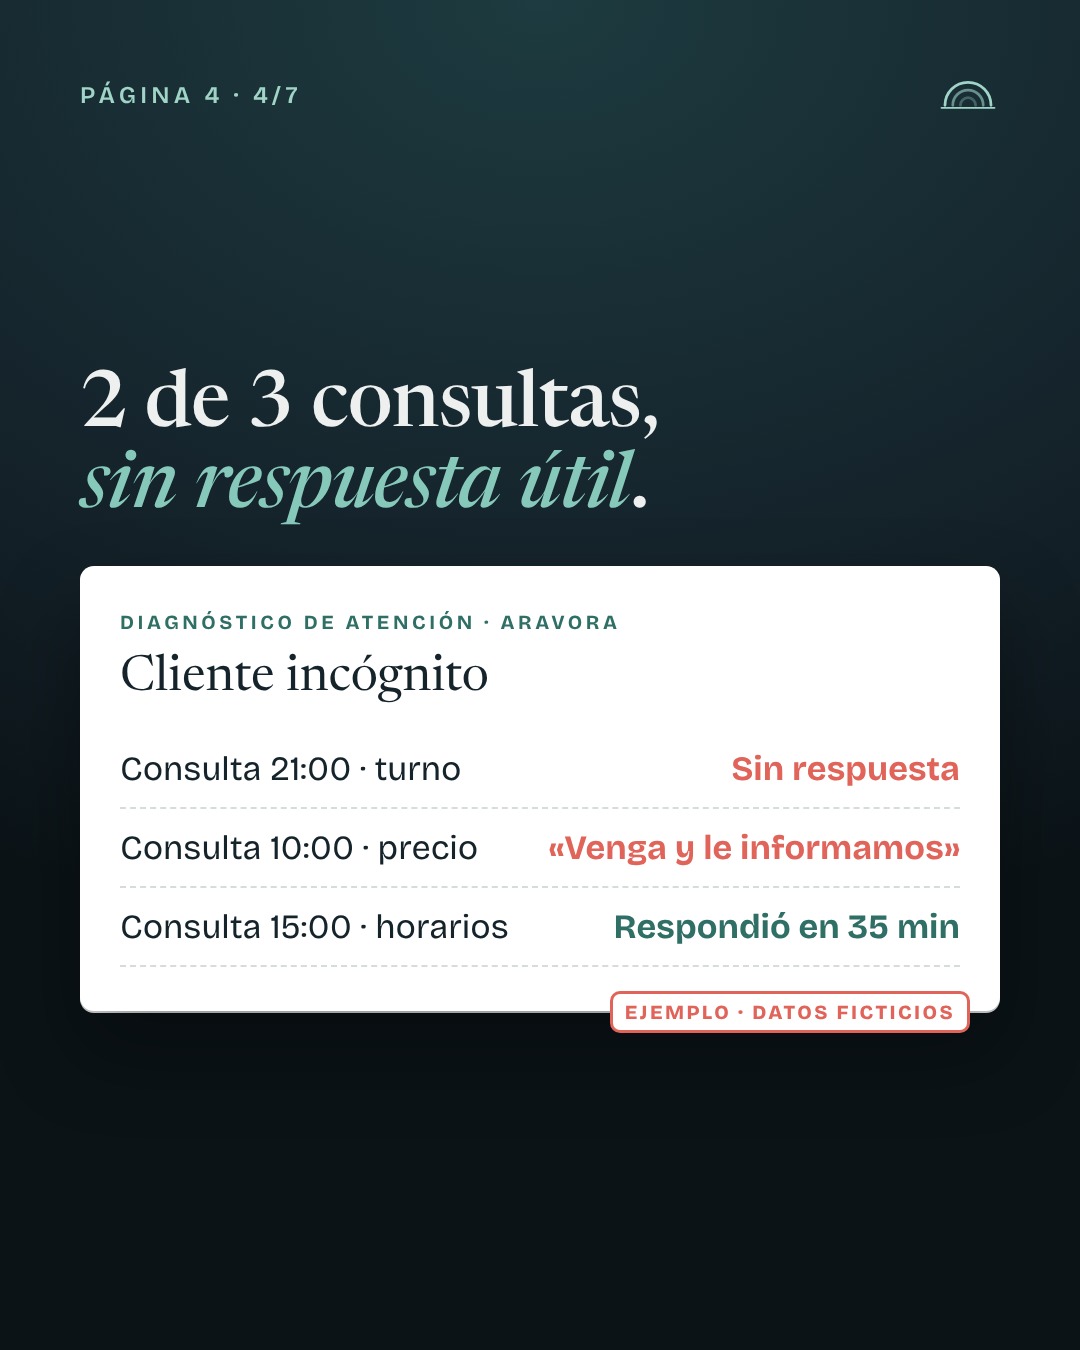 PÁGINA 4 · 4/7
2 de 3 consultas,
sin respuesta útil.
DIAGNÓSTICO DE ATENCIÓN · ARAVORA
Cliente incógnito
Consulta 21:00 · turno Sin respuesta
Consulta 10:00 · precio «Venga y le informamos»
Consulta 15:00 · horarios Respondió en 35 min
EJEMPLO · DATOS FICTICIOS